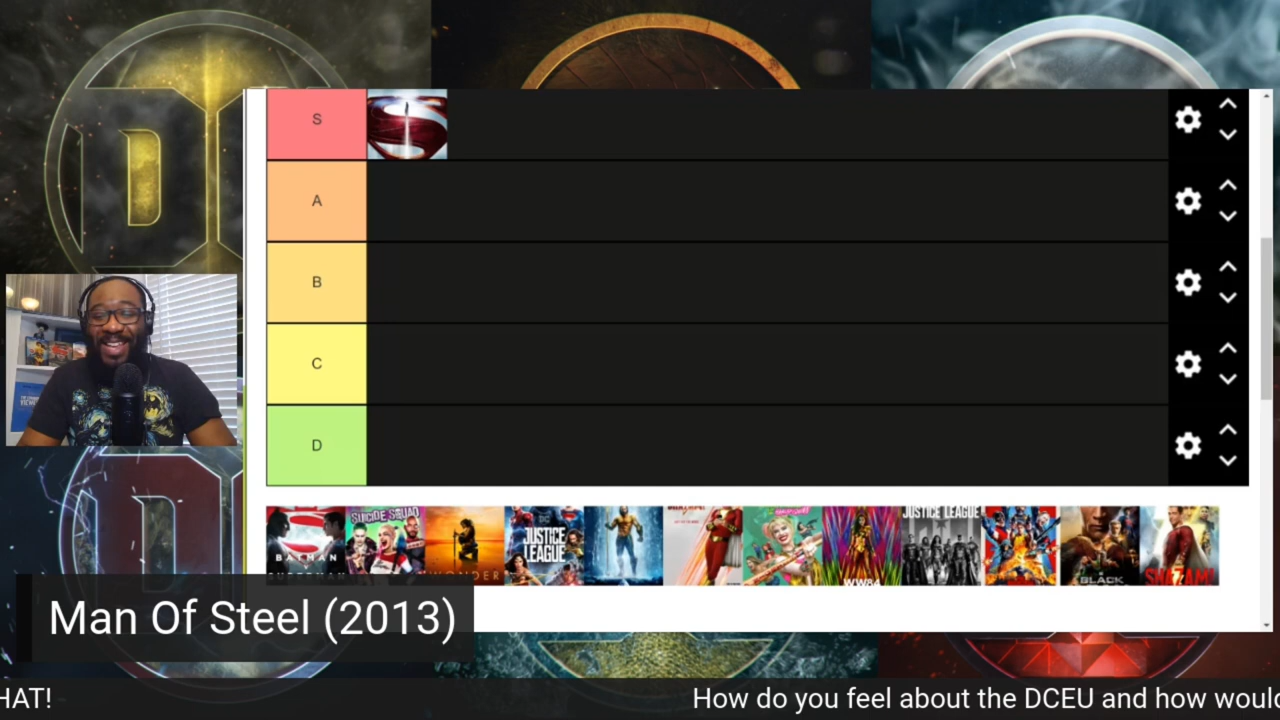 S
A
B
C
D
BATMAN
SUPERMAN
SUICIDE SQUAD
WONDER
JUSTICE
LEAGUE
WW84
JUSTICE LEAGUE
BLACK
SHAZAM!
Man Of Steel (2013)
HAT!
How do you feel about the DCEU and how would